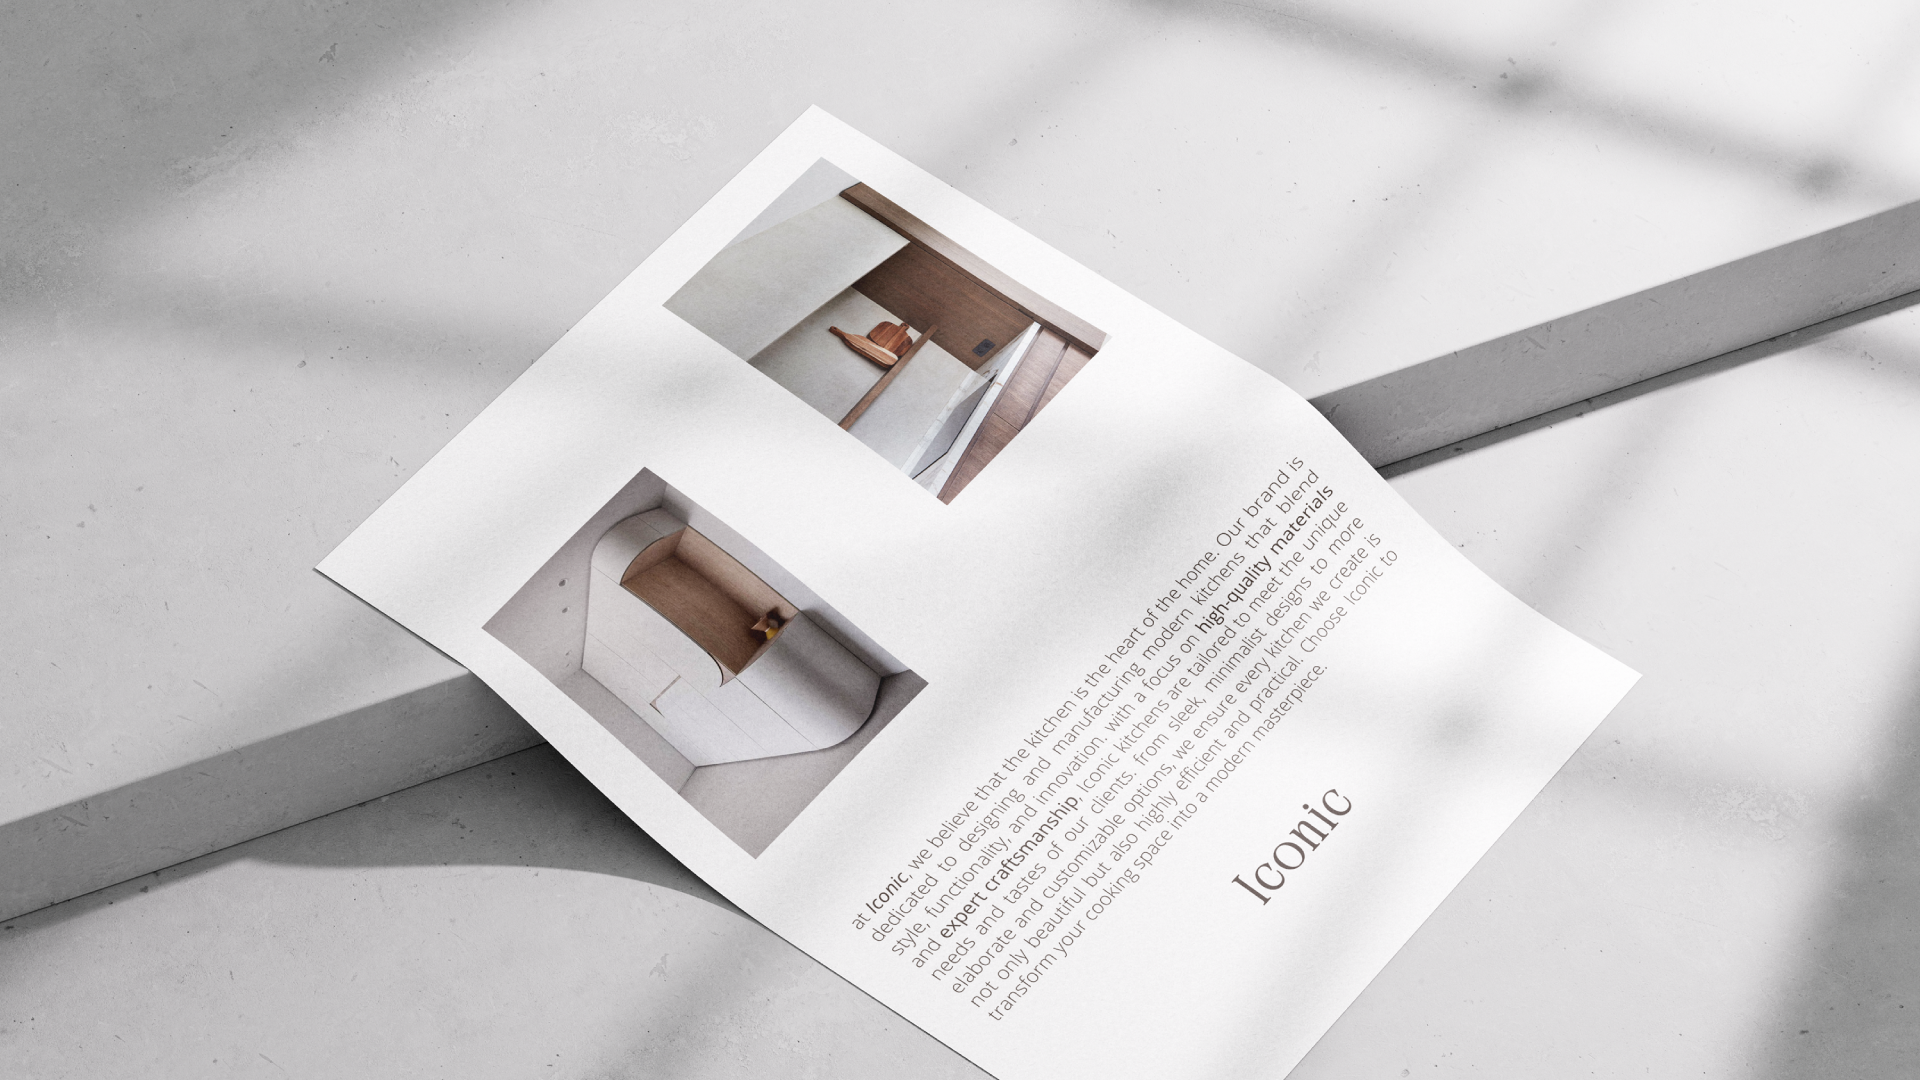 at Iconic, we believe that the kitchen is the heart of the home. Our brand is
dedicated to designing and manufacturing modern kitchens that blend
style, functionality, and innovation. with a focus on high-quality materials
and expert craftsmanship, Iconic kitchens are tailored to meet the unique
needs and tastes of our clients. from sleek, minimalist designs to more
elaborate and customizable options, we ensure every kitchen we create is
not only beautiful but also highly efficient and practical. Choose Iconic to
transform your cooking space into a modern masterpiece.
Iconic